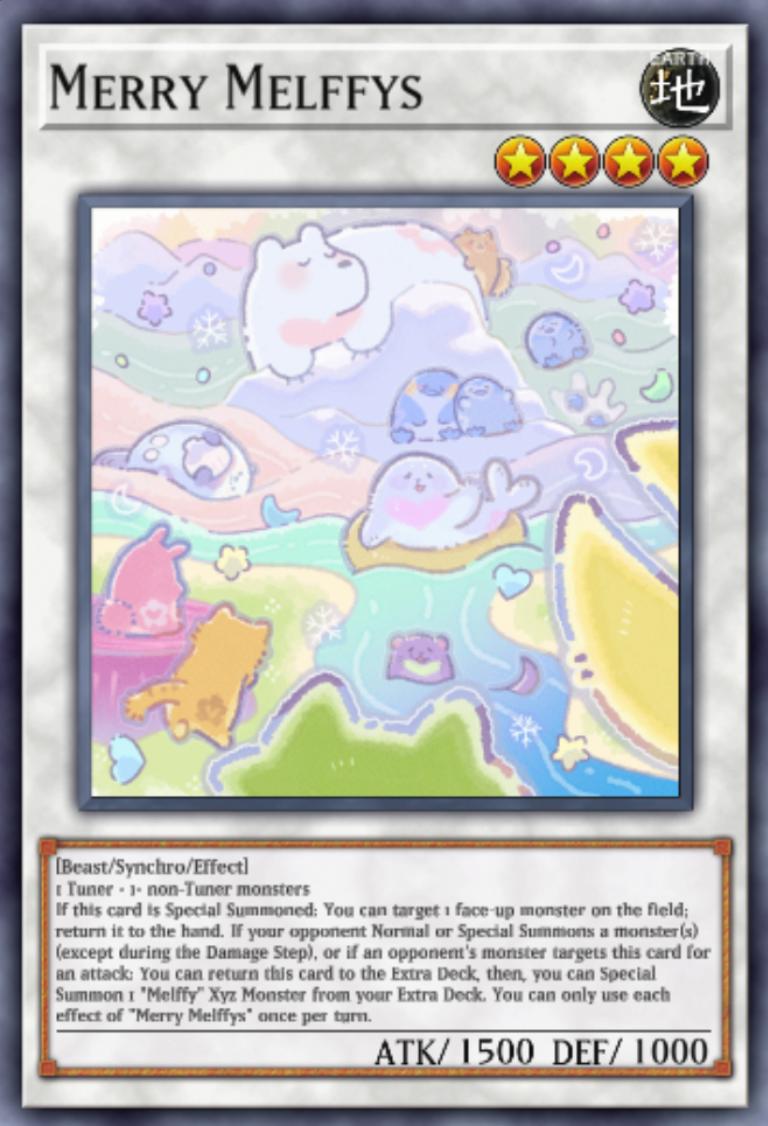 MERRY MELFFYS
EARTH
地
[Beast/Synchro/Effect]
1 Tuner + 1+ non-Tuner monsters
If this card is Special Summoned: You can target 1 face-up monster on the field;
return it to the hand. If your opponent Normal or Special Summons a monster(s)
(except during the Damage Step), or if an opponent's monster targets this card for
an attack: You can return this card to the Extra Deck, then, you can Special
Summon 1 "Melffy" Xyz Monster from your Extra Deck. You can only use each
effect of "Merry Melffys" once per turn.
ATK/ 1500 DEF/ 1000